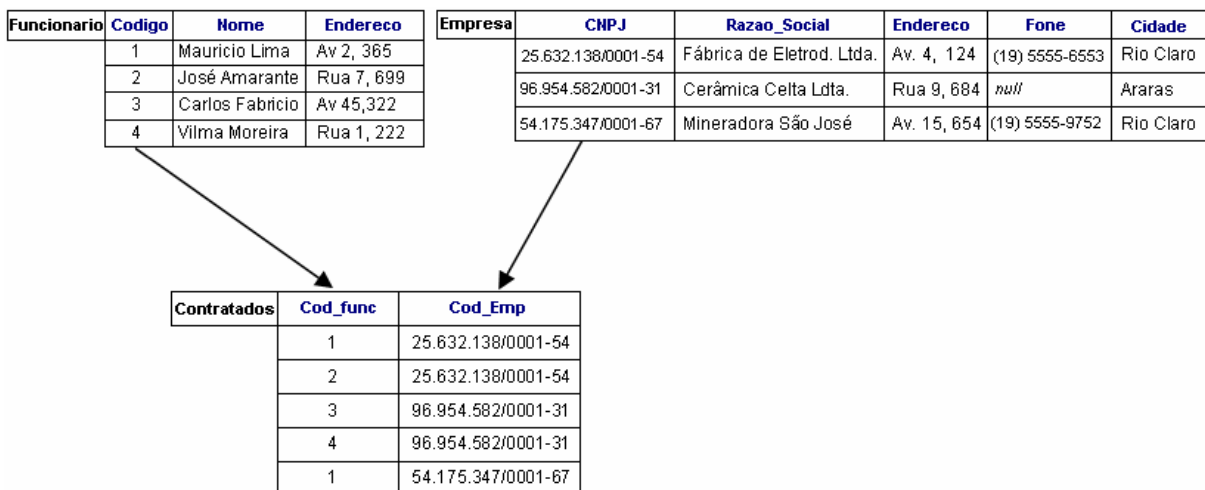 Funcionario Codigo Nome Endereco
1 Mauricio Lima Av 2, 365
2 José Amarante Rua 7, 699
3 Carlos Fabricio Av 45,322
4 Vilma Moreira Rua 1, 222
Empresa CNPJ Razao_Social Endereco Fone Cidade
25.632.138/0001-54 Fábrica de Eletrod. Ltda. Av. 4, 124 (19) 5555-6553 Rio Claro
96.954.582/0001-31 Cerâmica Celta Ldta. Rua 9, 684 null Araras
54.175.347/0001-67 Mineradora São José Av. 15, 654 (19) 5555-9752 Rio Claro
Contratados Cod_func Cod_Emp
1 25.632.138/0001-54
2 25.632.138/0001-54
3 96.954.582/0001-31
4 96.954.582/0001-31
1 54.175.347/0001-67